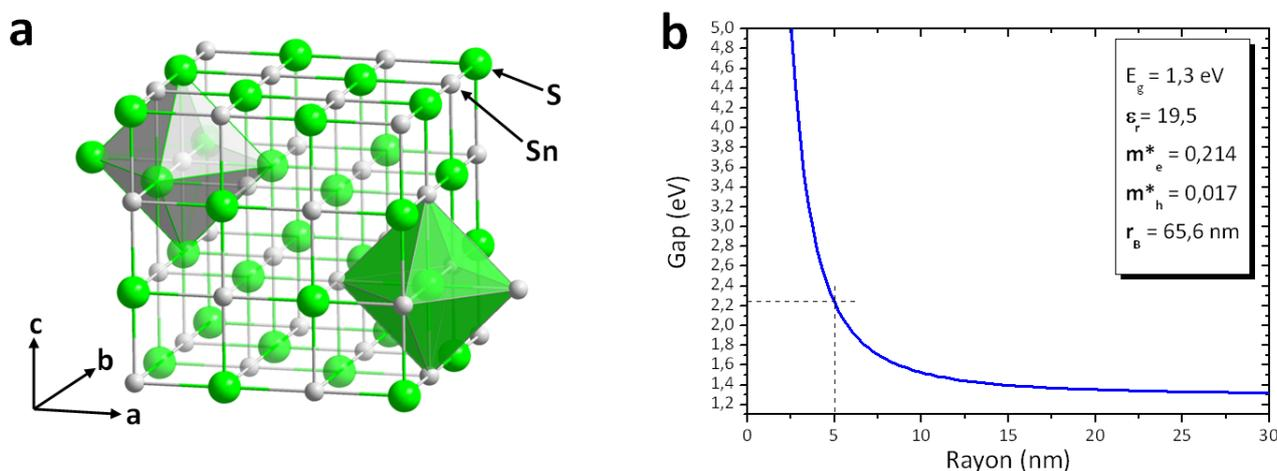 a
S
Sn
c
b
a
b
Gap (eV)
5,0
4,8
4,6
4,4
4,2
4,0
3,8
3,6
3,4
3,2
3,0
2,8
2,6
2,4
2,2
2,0
1,8
1,6
1,4
1,2
E_g = 1,3 eV
ε_r = 19,5
m*_e = 0,214
m*_h = 0,017
r_B = 65,6 nm
0 5 10 15 20 25 30
Rayon (nm)